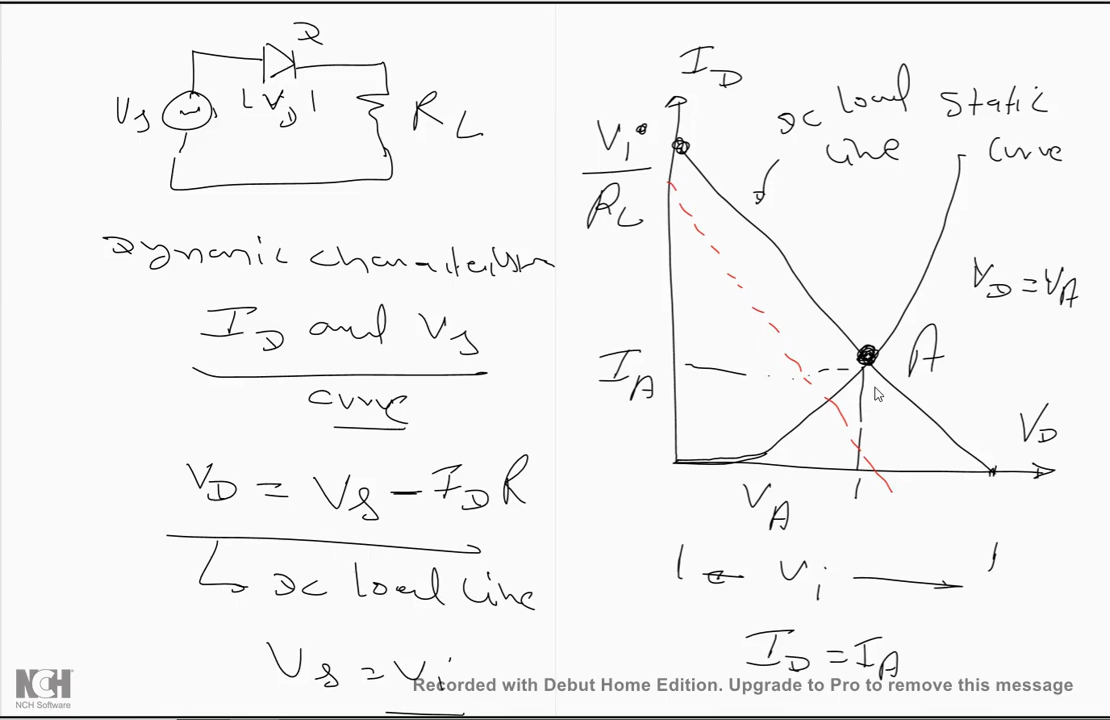 D
Vs
| VD |
RL
Dynamic characteristics
ID and Vs
curve
VD = Vs - IDR
DC load line
Vs = Vi
ID
DC load
line
static
curve
Vi
RL
VD = VA
IA
A
VD
VA
Vi
ID = IA
NCH
NCH Software
Recorded with Debut Home Edition. Upgrade to Pro to remove this message